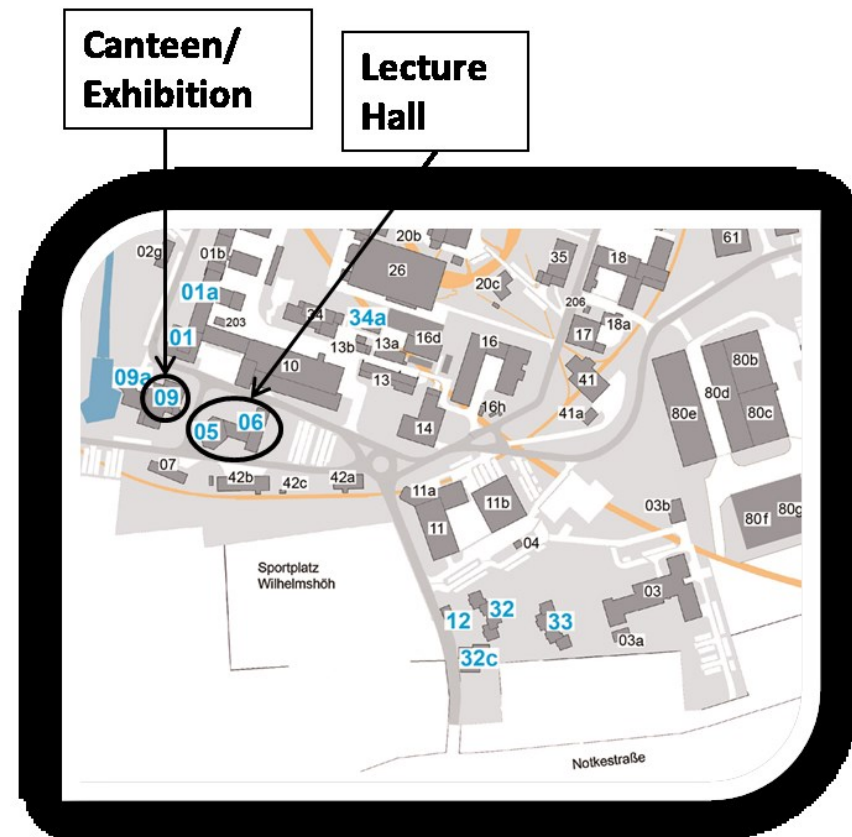 Canteen/
Exhibition
Lecture
Hall
02g
01b
20b
26
35
18
61
20c
01a
203
34
34a
206
18a
17
01
13b
13a
16d
16
80b
80d
09a
10
13
41
80e
80c
09
05
06
14
16h
41a
07
42b
42c
42a
11a
11
11b
03b
80f
80g
04
Sportplatz
Wilhelmshöh
12
32
33
03
03a
32c
Notkestraße